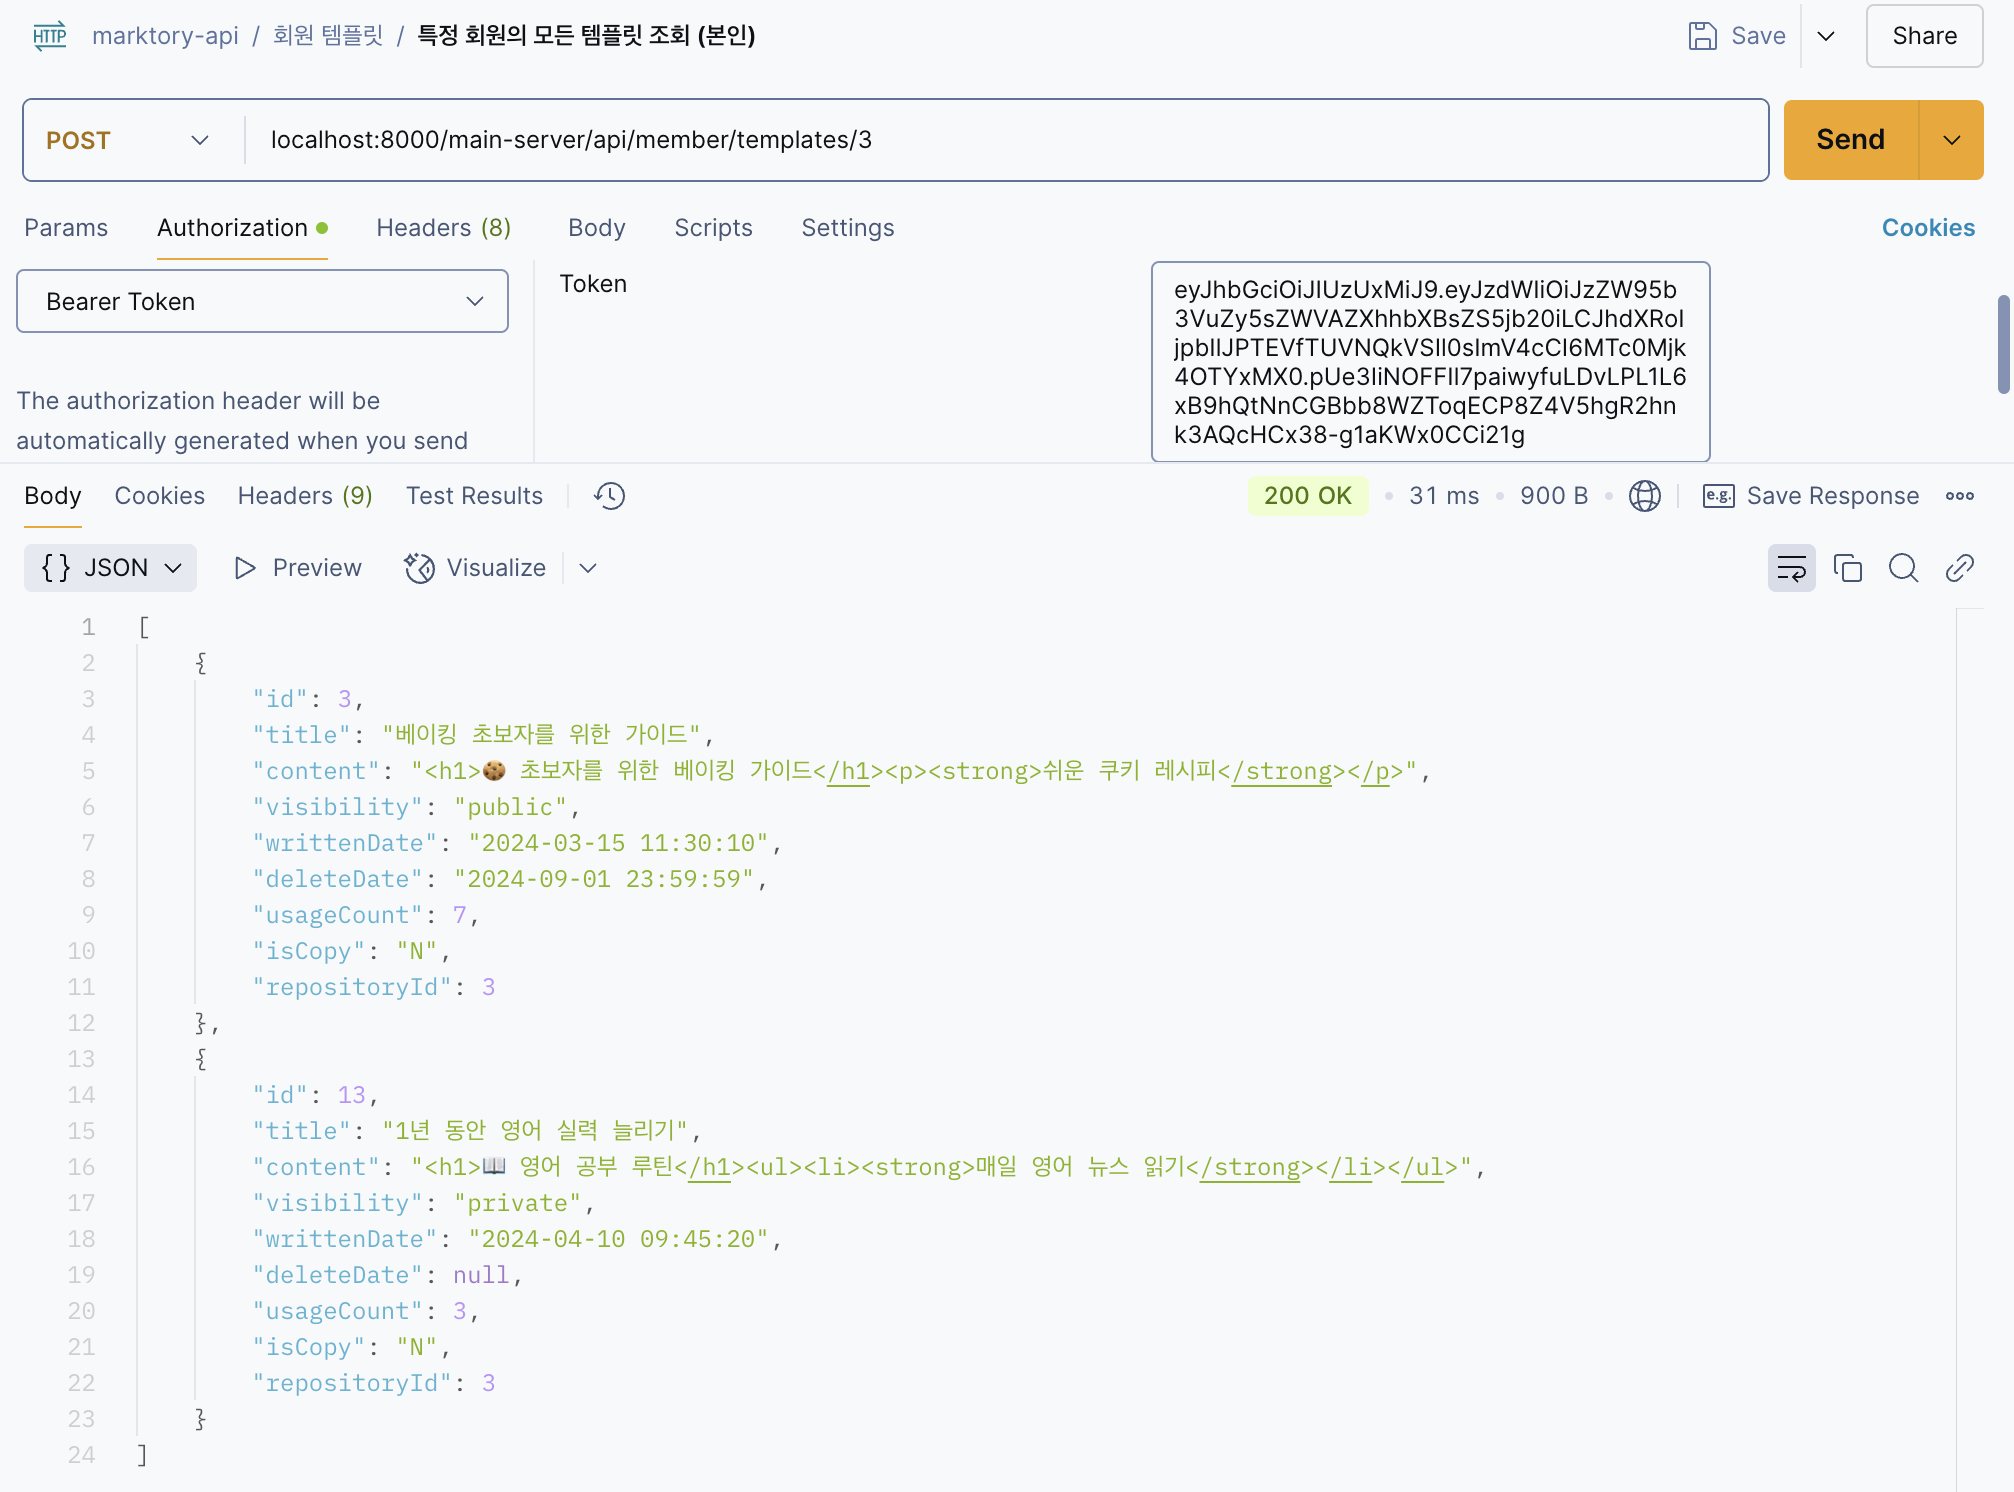 HTTP marktory-api / 회원 템플릿 / 특정 회원의 모든 템플릿 조회 (본인) Save Share
POST localhost:8000/main-server/api/member/templates/3 Send
Params Authorization Headers (8) Body Scripts Settings Cookies
Bearer Token
The authorization header will be
automatically generated when you send
Token
eyJhbGciOiJIUzUxMiJ9.eyJzdWIiOiJzZW95b
3VuZy5sZWVAZXhhbXBsZS5jb20iLCJhdXRoI
jpbIlJPTEVfTUVNQkVSIl0sImV4cCI6MTc0Mjk
4OTYxMX0.pUe3IiNOFFlI7paiwyfuLDvLPL1L6
xB9hQtNnCGBbb8WZToqECP8Z4V5hgR2hn
k3AQcHCx38-g1aKWx0CCi21g
Body Cookies Headers (9) Test Results 200 OK 31 ms 900 B e.g. Save Response
{} JSON Preview Visualize
1 [
2 {
3 "id": 3,
4 "title": "베이킹 초보자를 위한 가이드",
5 "content": "<h1>🍪 초보자를 위한 베이킹 가이드</h1><p><strong>쉬운 쿠키 레시피</strong></p>",
6 "visibility": "public",
7 "writtenDate": "2024-03-15 11:30:10",
8 "deleteDate": "2024-09-01 23:59:59",
9 "usageCount": 7,
10 "isCopy": "N",
11 "repositoryId": 3
12 },
13 {
14 "id": 13,
15 "title": "1년 동안 영어 실력 늘리기",
16 "content": "<h1>📖 영어 공부 루틴</h1><ul><li><strong>매일 영어 뉴스 읽기</strong></li></ul>",
17 "visibility": "private",
18 "writtenDate": "2024-04-10 09:45:20",
19 "deleteDate": null,
20 "usageCount": 3,
21 "isCopy": "N",
22 "repositoryId": 3
23 }
24 ]